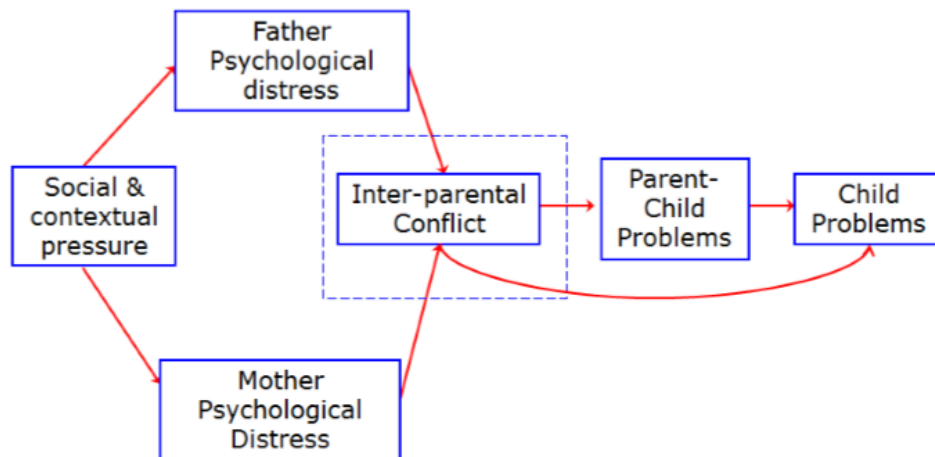 Father
Psychological
distress
Social &
contextual
pressure
Inter-parental
Conflict
Parent-
Child
Problems
Child
Problems
Mother
Psychological
Distress